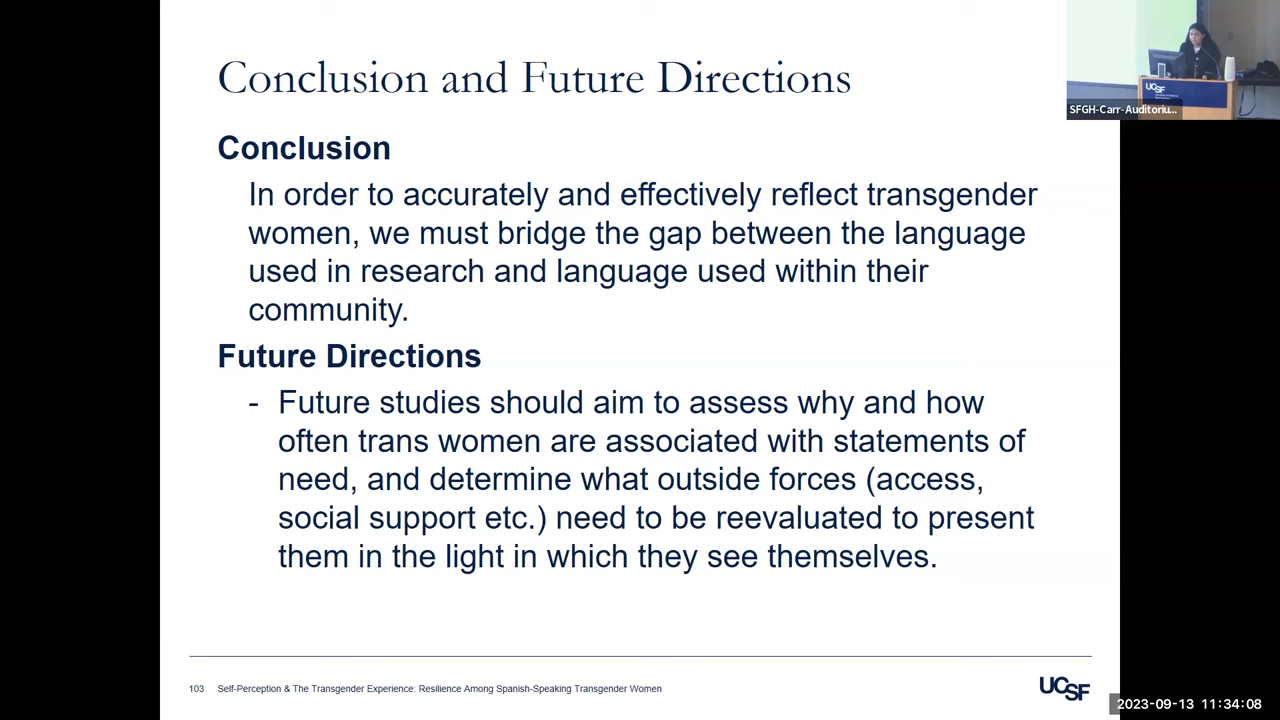 Conclusion and Future Directions
UCSF
SFGH-Carr-Auditoriu...
Conclusion
In order to accurately and effectively reflect transgender
women, we must bridge the gap between the language
used in research and language used within their
community.
Future Directions
- Future studies should aim to assess why and how
often trans women are associated with statements of
need, and determine what outside forces (access,
social support etc.) need to be reevaluated to present
them in the light in which they see themselves.
103 Self-Perception & The Transgender Experience: Resilience Among Spanish-Speaking Transgender Women
UCSF
2023-09-13 11:34:08